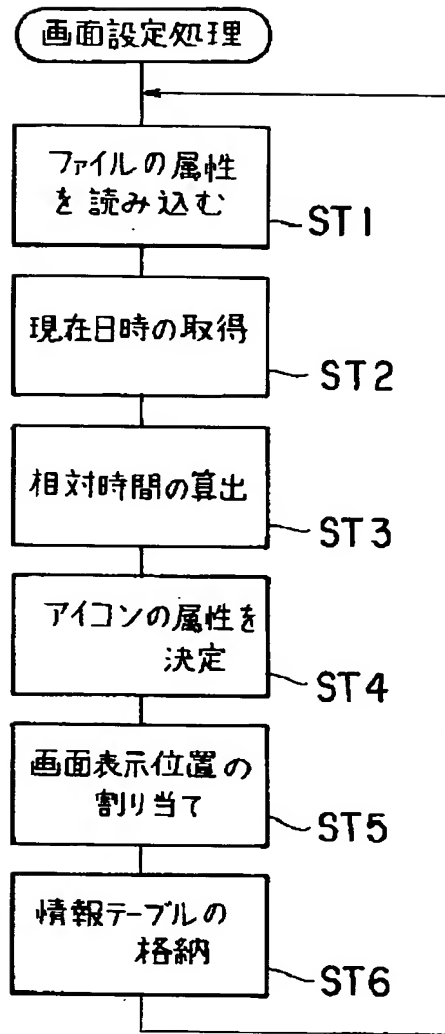 画面設定処理
ファイルの属性
を読み込む
ST1
現在日時の取得
ST2
相対時間の算出
ST3
アイコンの属性を
決定
ST4
画面表示位置の
割り当て
ST5
情報テーブルの
格納
ST6